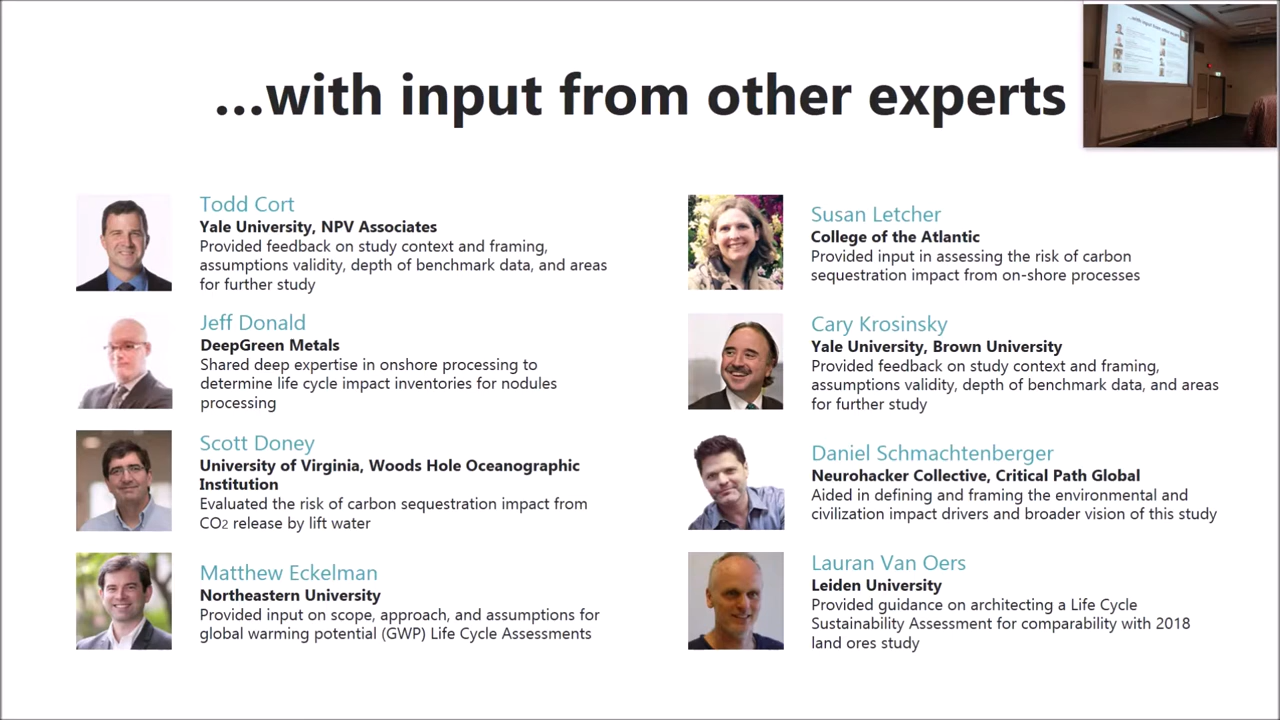 ...with input from other experts
Todd Cort
Yale University, NPV Associates
Provided feedback on study context and framing,
assumptions validity, depth of benchmark data, and areas
for further study
Jeff Donald
DeepGreen Metals
Shared deep expertise in onshore processing to
determine life cycle impact inventories for nodules
processing
Scott Doney
University of Virginia, Woods Hole Oceanographic
Institution
Evaluated the risk of carbon sequestration impact from
CO2 release by lift water
Matthew Eckelman
Northeastern University
Provided input on scope, approach, and assumptions for
global warming potential (GWP) Life Cycle Assessments
Susan Letcher
College of the Atlantic
Provided input in assessing the risk of carbon
sequestration impact from on-shore processes
Cary Krosinsky
Yale University, Brown University
Provided feedback on study context and framing,
assumptions validity, depth of benchmark data, and areas
for further study
Daniel Schmachtenberger
Neurohacker Collective, Critical Path Global
Aided in defining and framing the environmental and
civilization impact drivers and broader vision of this study
Lauran Van Oers
Leiden University
Provided guidance on architecting a Life Cycle
Sustainability Assessment for comparability with 2018
land ores study
...with input from other experts